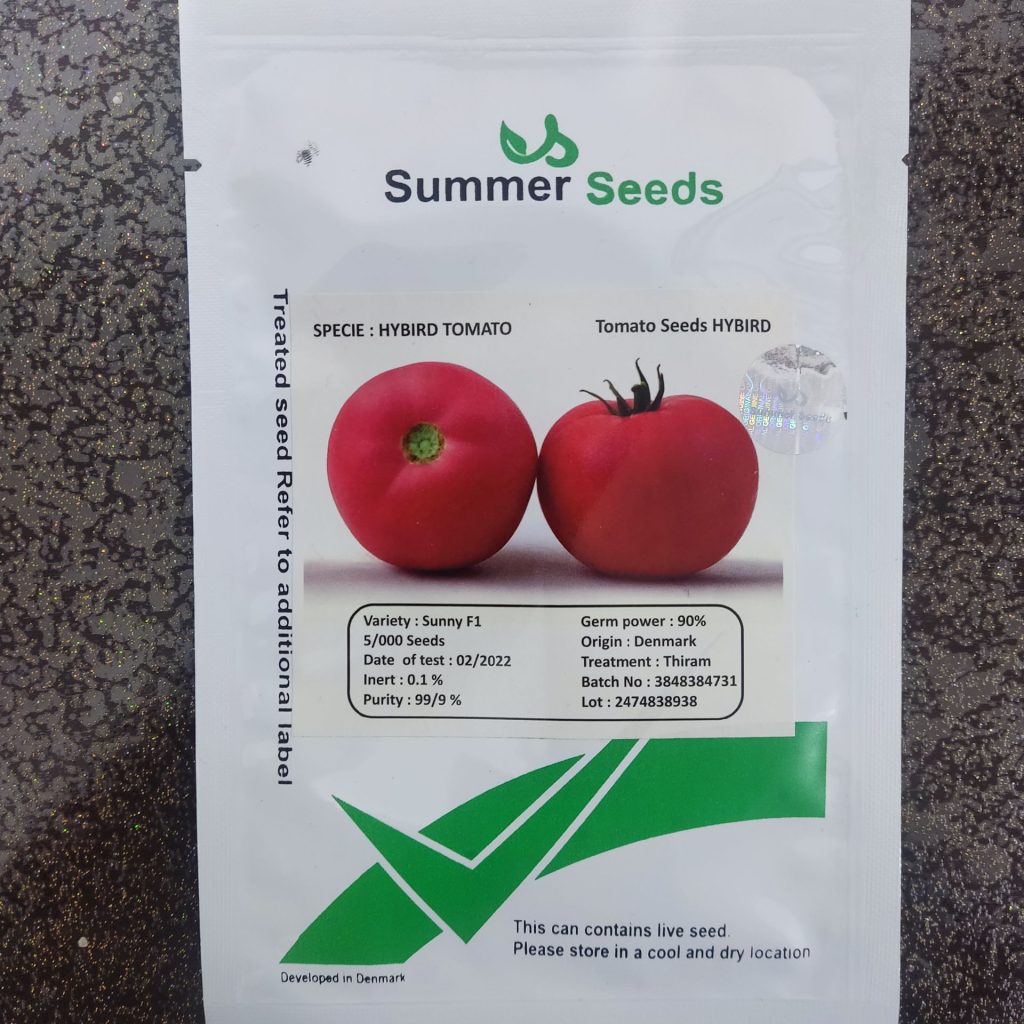 Summer Seeds
Treated seed Refer to additional label
SPECIE : HYBIRD TOMATO
Tomato Seeds HYBIRD
Variety : Sunny F1
5/000 Seeds
Date of test : 02/2022
Inert : 0.1 %
Purity : 99/9 %
Germ power : 90%
Origin : Denmark
Treatment : Thiram
Batch No : 3848384731
Lot : 2474838938
This can contains live seed.
Please store in a cool and dry location
Developed in Denmark